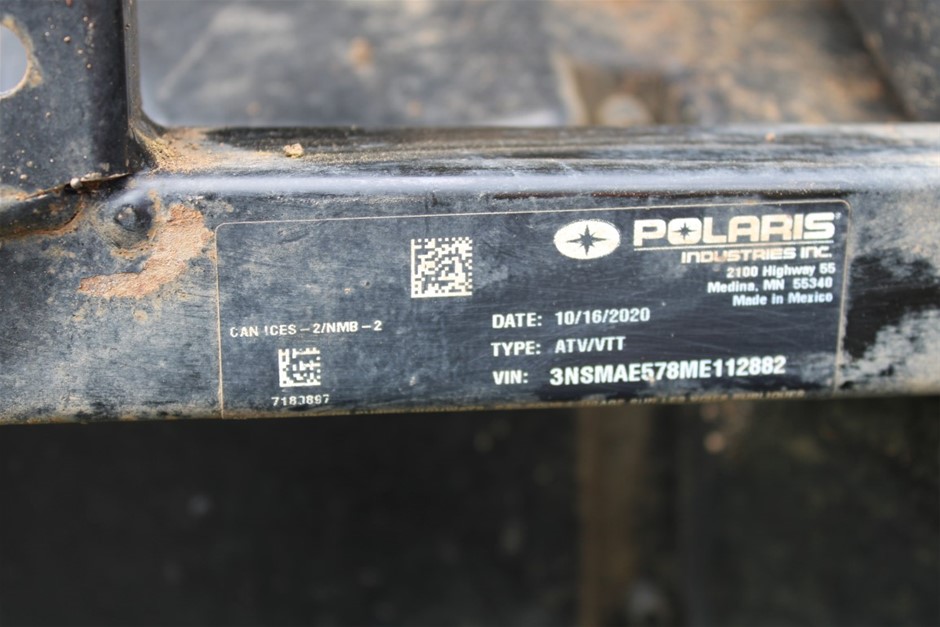 POLARIS
INDUSTRIES INC.
2100 Highway 55
Medina, MN 55340
Made in Mexico
CAN ICES-2/NMB-2
7183897
DATE: 10/16/2020
TYPE: ATV/VTT
VIN: 3NSMAE578ME112882